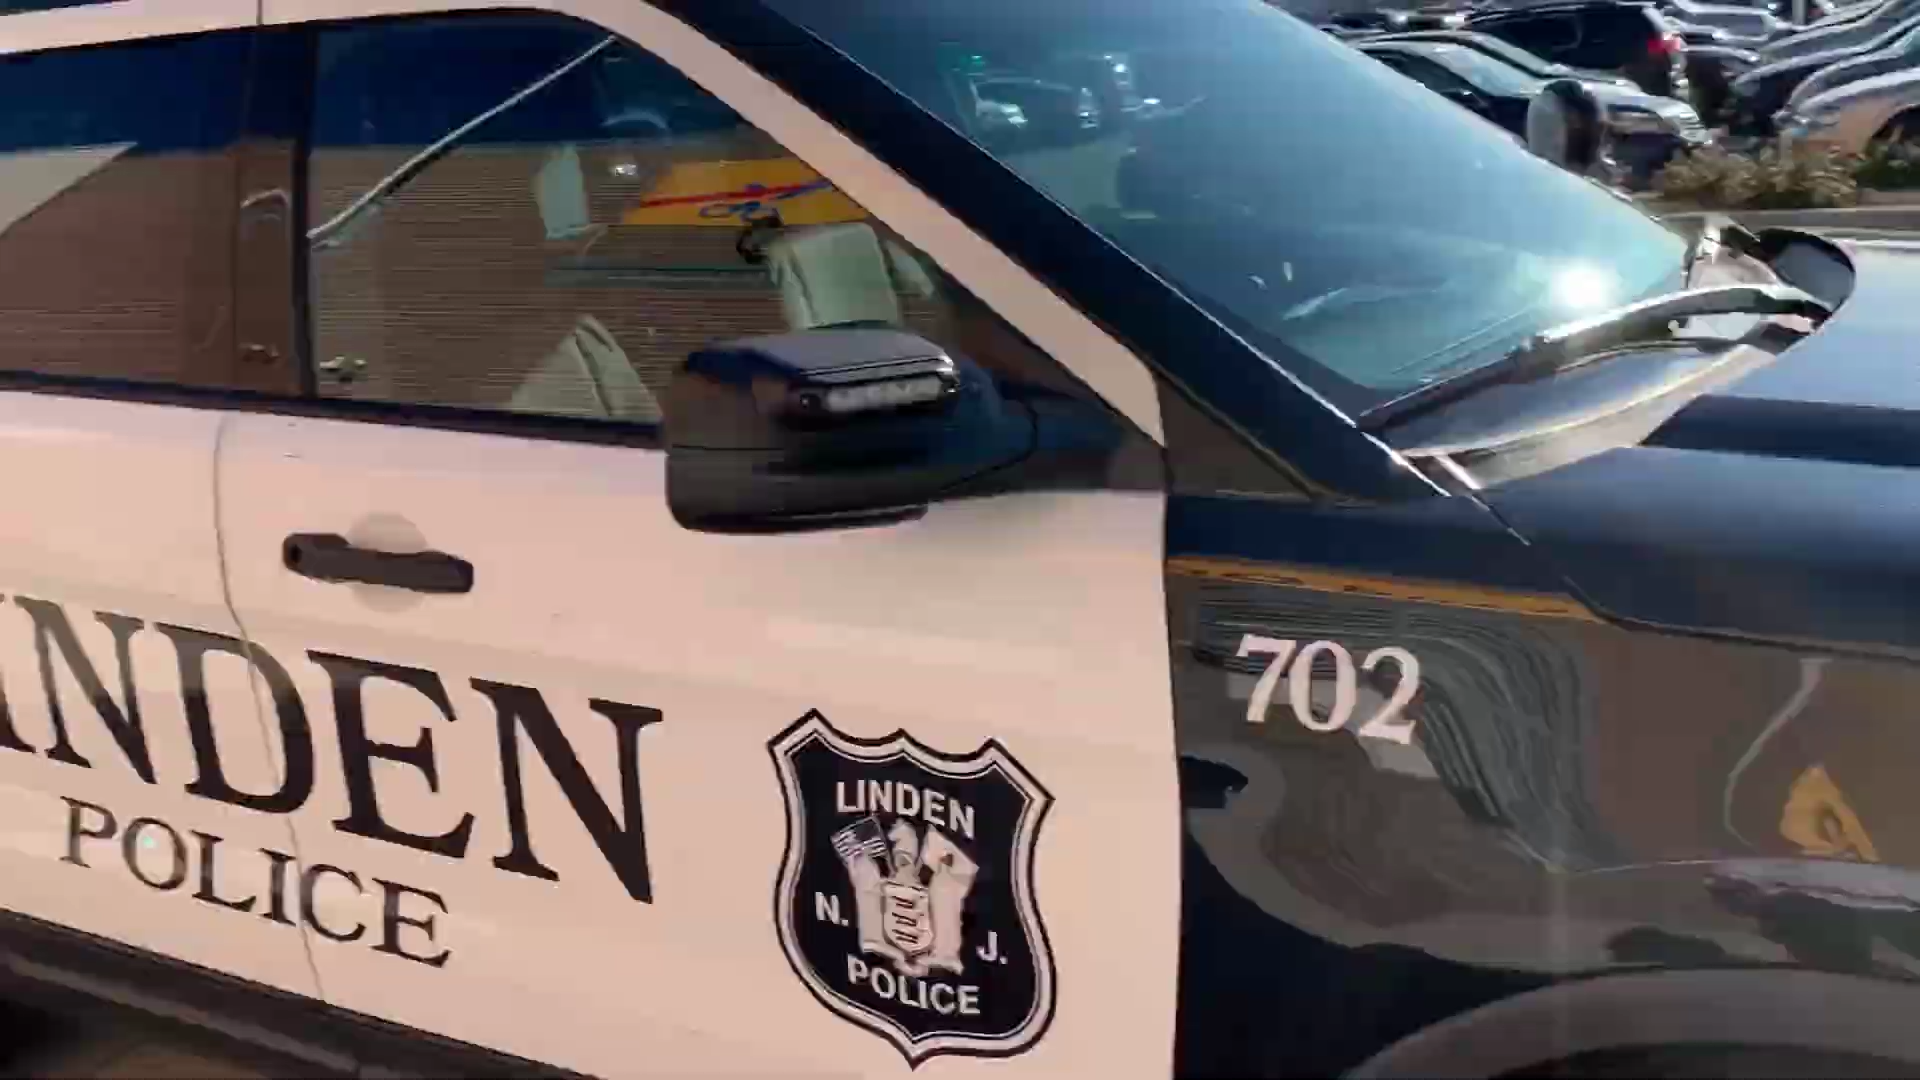 702
INDEN
POLICE
LINDEN
N. J.
POLICE